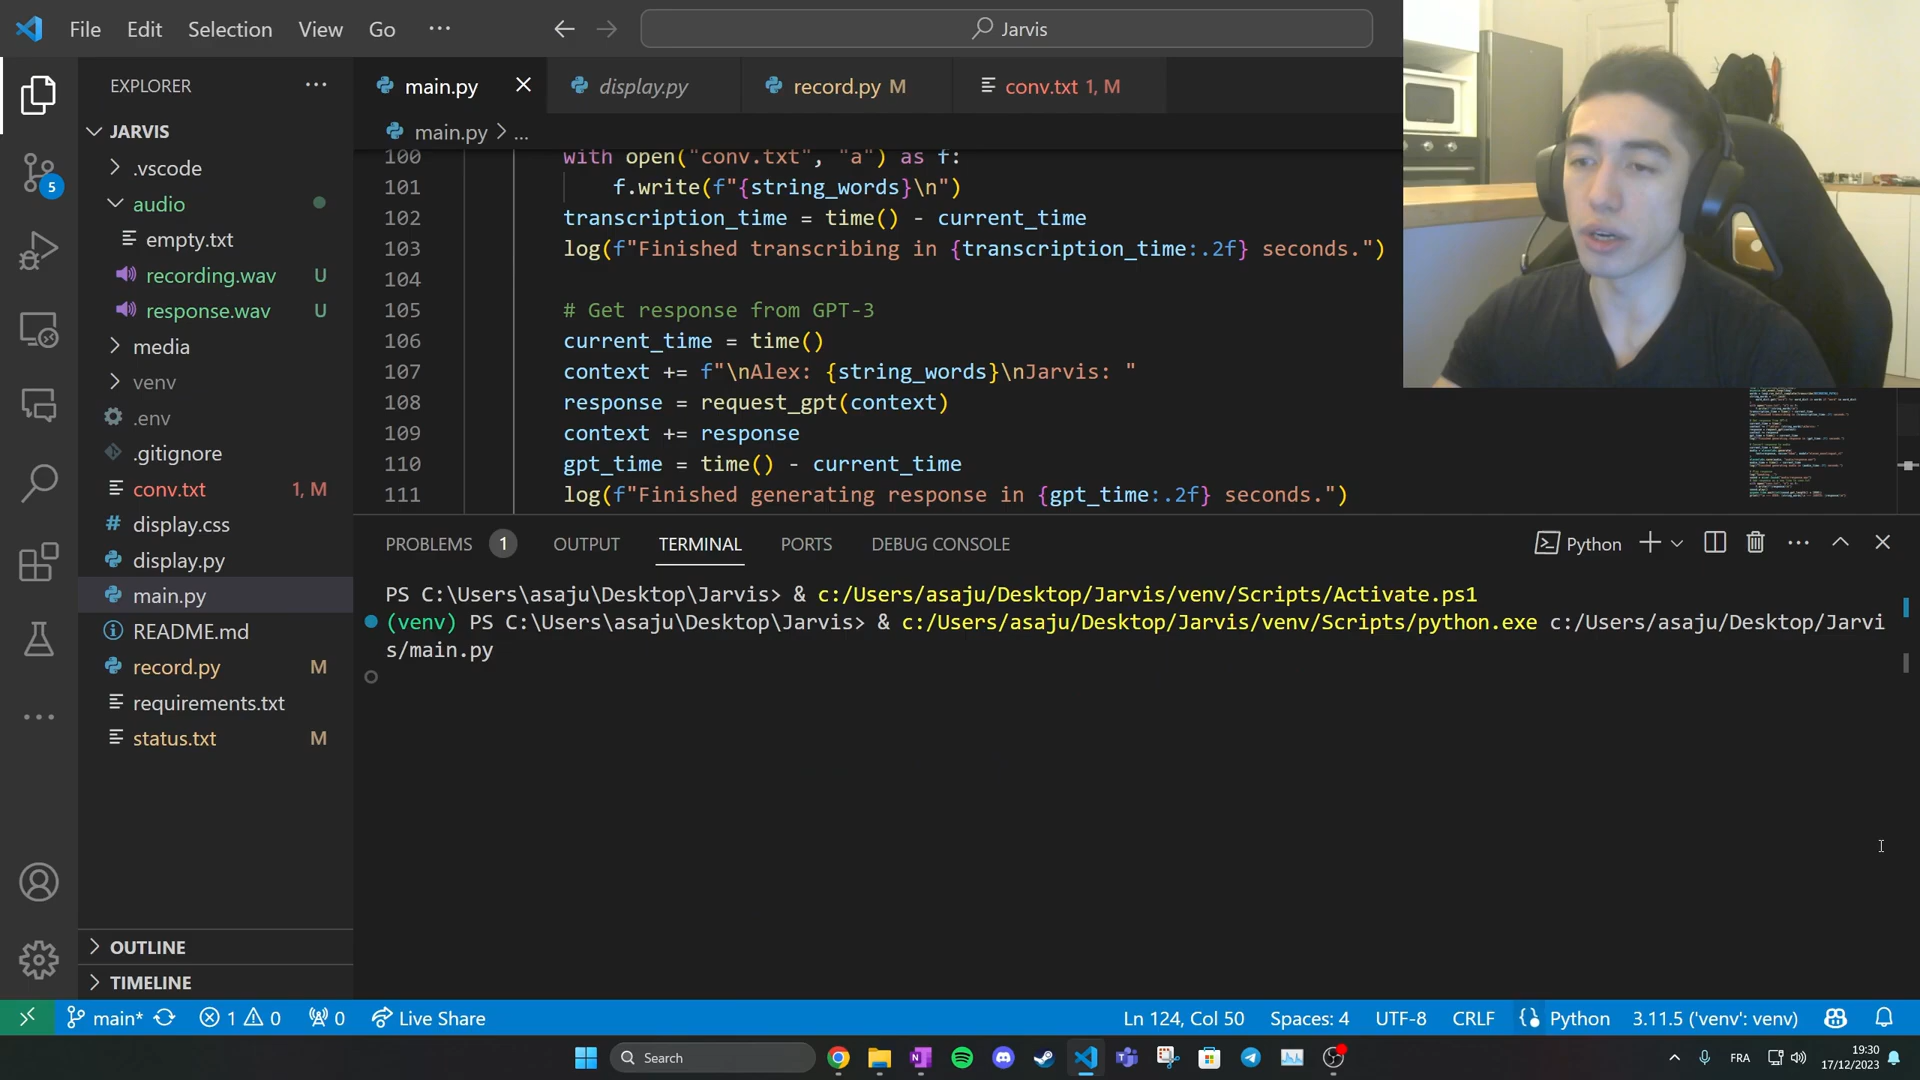 File Edit Selection View Go ···
Jarvis
EXPLORER
JARVIS
.vscode
audio
empty.txt
recording.wav U
response.wav U
media
venv
.env
.gitignore
conv.txt 1, M
display.css
display.py
main.py
README.md
record.py M
requirements.txt
status.txt M
OUTLINE
TIMELINE
5
main.py
display.py
record.py M
conv.txt 1, M
main.py > ...
100 with open("conv.txt", "a") as f:
101 f.write(f"{string_words}\n")
102 transcription_time = time() - current_time
103 log(f"Finished transcribing in {transcription_time:.2f} seconds.")
104
105 # Get response from GPT-3
106 current_time = time()
107 context += f"\nAlex: {string_words}\nJarvis: "
108 response = request_gpt(context)
109 context += response
110 gpt_time = time() - current_time
111 log(f"Finished generating response in {gpt_time:.2f} seconds.")
PROBLEMS 1 OUTPUT TERMINAL PORTS DEBUG CONSOLE
Python
PS C:\Users\asaju\Desktop\Jarvis> & c:/Users/asaju/Desktop/Jarvis/venv/Scripts/Activate.ps1
(venv) PS C:\Users\asaju\Desktop\Jarvis> & c:/Users/asaju/Desktop/Jarvis/venv/Scripts/python.exe c:/Users/asaju/Desktop/Jarvi
s/main.py
main* 1 0 0 Live Share
Ln 124, Col 50 Spaces: 4 UTF-8 CRLF Python 3.11.5 ('venv': venv)
Search
FRA
19:30
17/12/2023